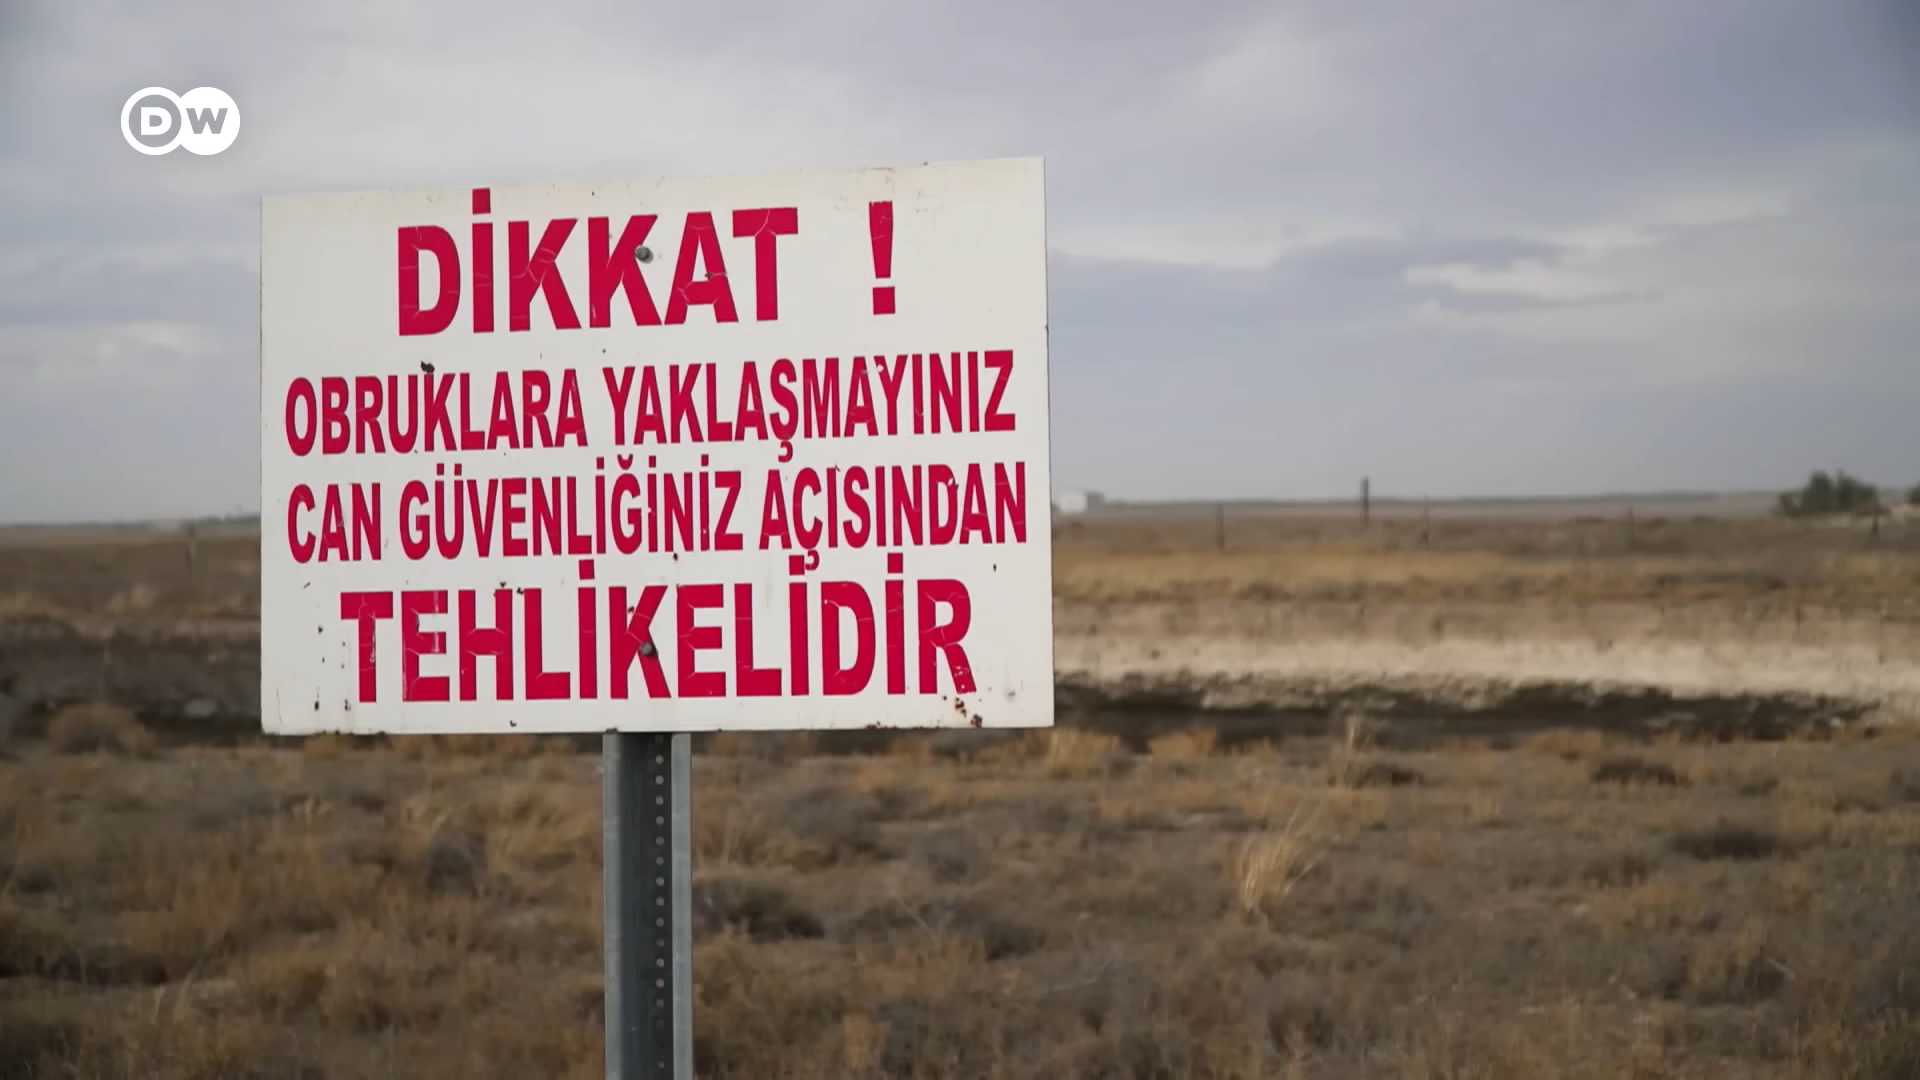 DW
DİKKAT !
OBRUKLARA YAKLAŞMAYINIZ
CAN GÜVENLİĞİNİZ AÇISINDAN
TEHLİKELİDİR